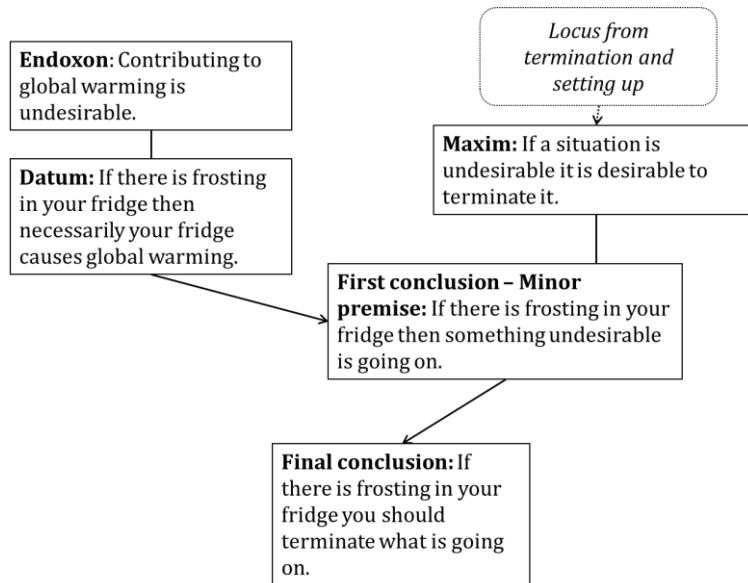 Endoxon: Contributing to
global warming is
undesirable.
Locus from
termination and
setting up
Datum: If there is frosting
in your fridge then
necessarily your fridge
causes global warming.
Maxim: If a situation is
undesirable it is desirable to
terminate it.
First conclusion – Minor
premise: If there is frosting in your
fridge then something undesirable
is going on.
Final conclusion: If
there is frosting in your
fridge you should
terminate what is going
on.